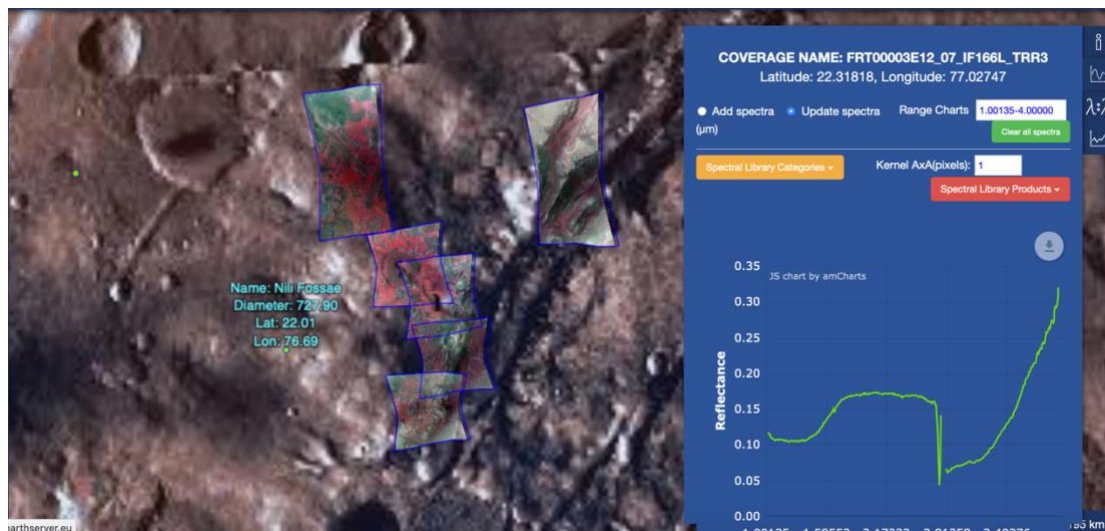 COVERAGE NAME: FRT00003E12_07_IF166L_TRR3
Latitude: 22.31818, Longitude: 77.02747
Add spectra Update spectra Range Charts 1.00135-4.00000
(µm)
Clear all spectra
Spectral Library Categories Kernel AxA(pixels): 1
Spectral Library Products
Name: Nili Fossae
Diameter: 727.90
Lat: 22.01
Lon: 76.69
JS chart by amCharts
Reflectance
0.35
0.30
0.25
0.20
0.15
0.10
0.05
0.00
earthserver.eu
195 km